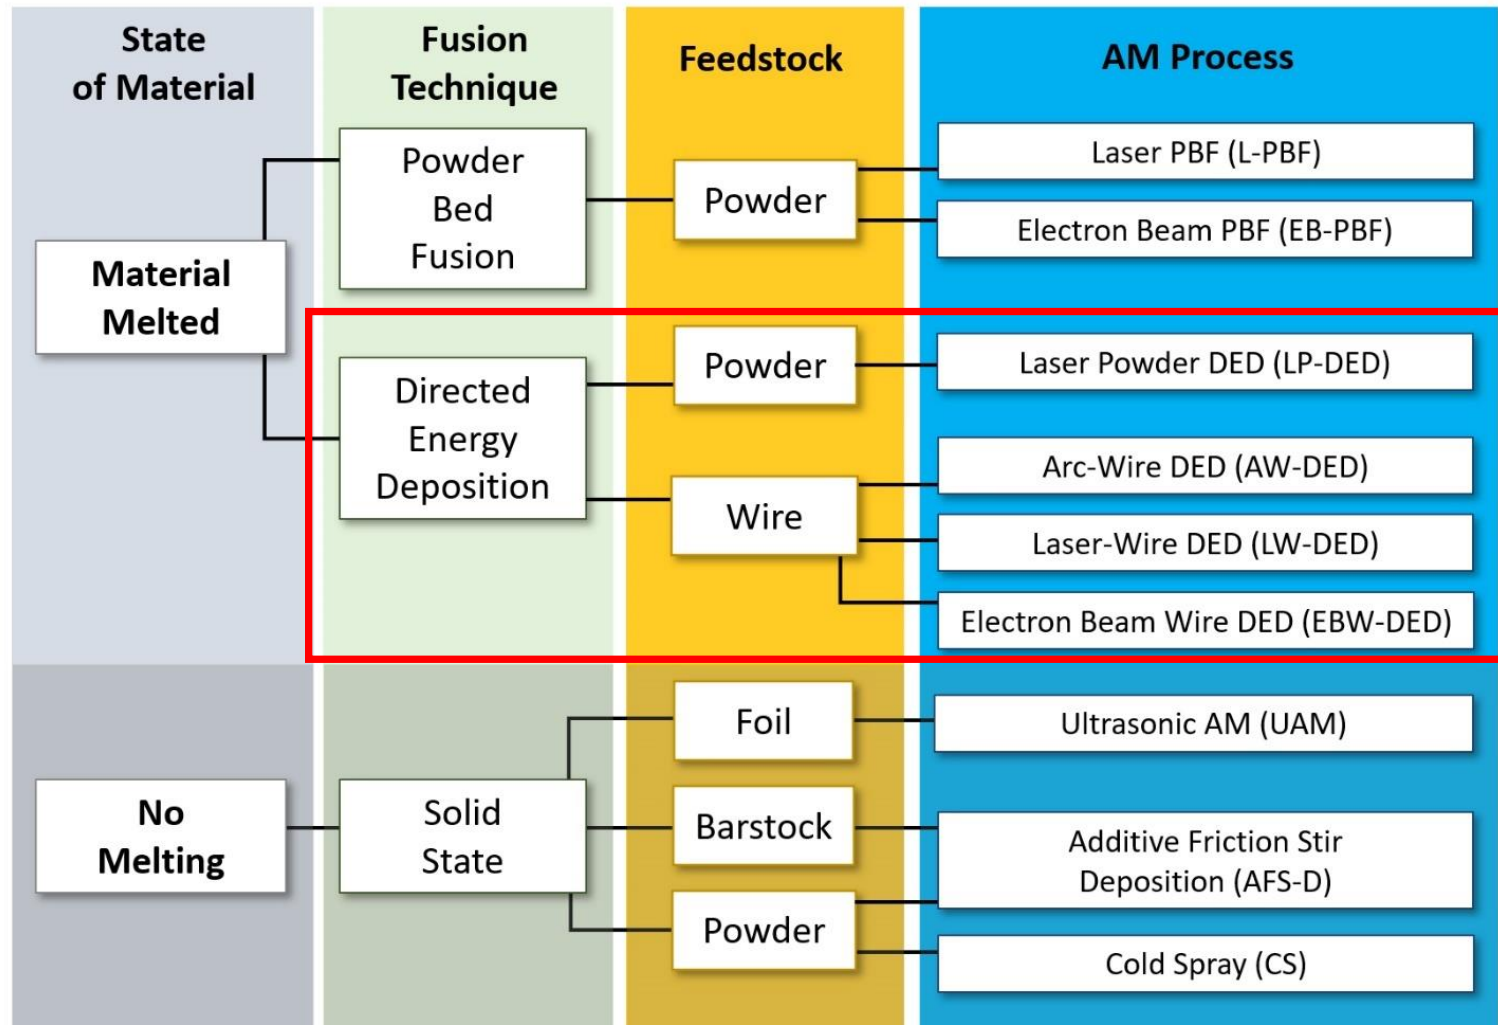 State
of Material
Fusion
Technique
Feedstock
AM Process
Material
Melted
Powder
Bed
Fusion
Powder
Laser PBF (L-PBF)
Electron Beam PBF (EB-PBF)
Directed
Energy
Deposition
Powder
Laser Powder DED (LP-DED)
Wire
Arc-Wire DED (AW-DED)
Laser-Wire DED (LW-DED)
Electron Beam Wire DED (EBW-DED)
No
Melting
Solid
State
Foil
Ultrasonic AM (UAM)
Barstock
Additive Friction Stir
Deposition (AFS-D)
Powder
Cold Spray (CS)